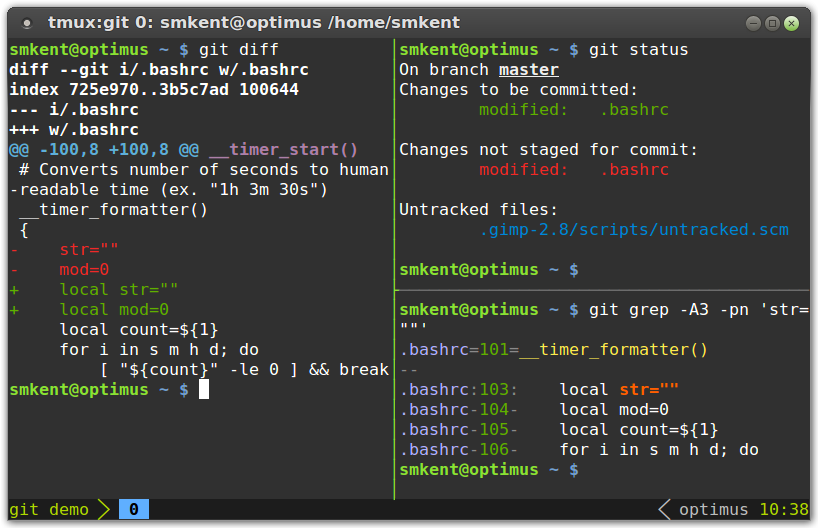 tmux:git 0: smkent@optimus /home/smkent
smkent@optimus ~ $ git diff
diff --git i/.bashrc w/.bashrc
index 725e970..3b5c7ad 100644
--- i/.bashrc
+++ w/.bashrc
@@ -100,8 +100,8 @@ __timer_start()
 # Converts number of seconds to human
-readable time (ex. "1h 3m 30s")
 __timer_formatter()
 {
-    str=""
-    mod=0
+    local str=""
+    local mod=0
     local count=${1}
     for i in s m h d; do
         [ "${count}" -le 0 ] && break
smkent@optimus ~ $
smkent@optimus ~ $ git status
On branch master
Changes to be committed:
        modified:   .bashrc
Changes not staged for commit:
        modified:   .bashrc
Untracked files:
        .gimp-2.8/scripts/untracked.scm
smkent@optimus ~ $
smkent@optimus ~ $ git grep -A3 -pn 'str=
""'
.bashrc=101=__timer_formatter()
--
.bashrc:103:    local str=""
.bashrc-104-    local mod=0
.bashrc-105-    local count=${1}
.bashrc-106-    for i in s m h d; do
smkent@optimus ~ $
git demo 0 optimus 10:38